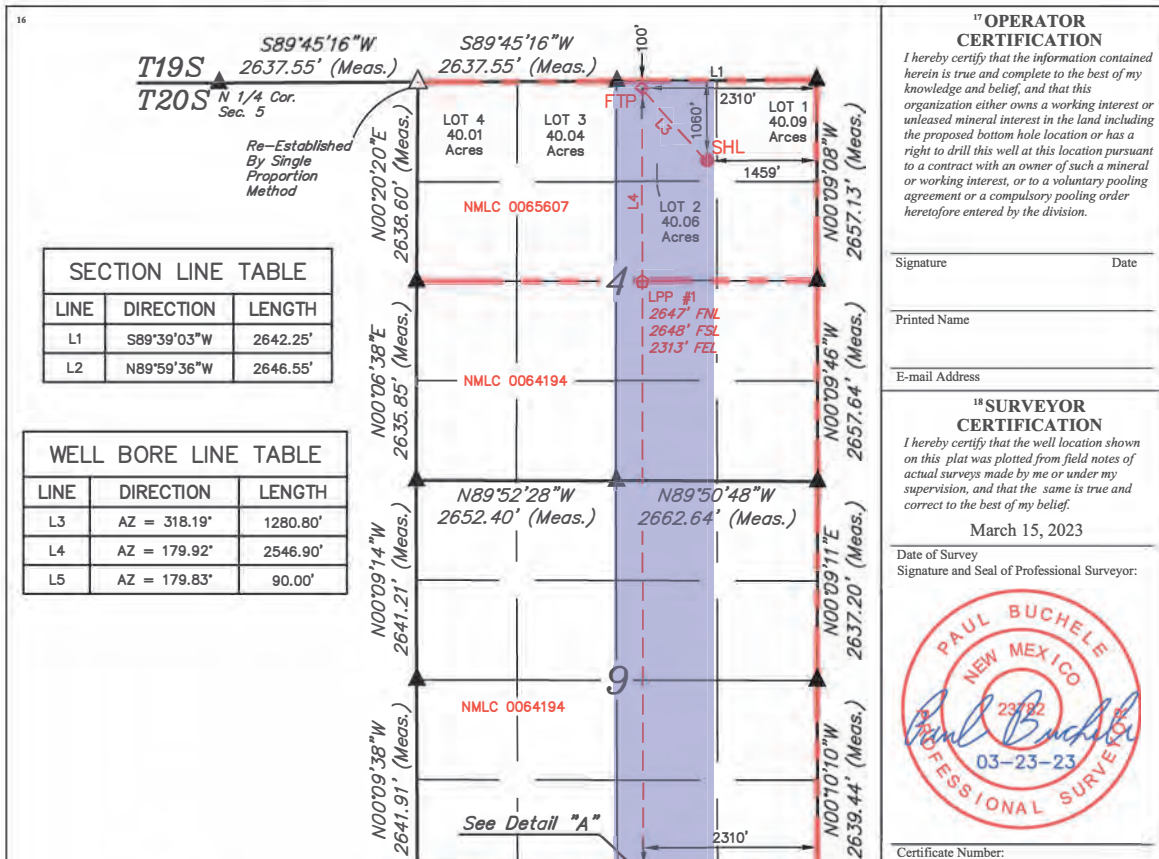 16
S89°45'16"W
2637.55' (Meas.)
S89°45'16"W
2637.55' (Meas.)
100'
L1
T19S
T20S
N 1/4 Cor.
Sec. 5
Re-Established
By Single
Proportion
Method
FTP
2310'
1060'
L3
SHL
1459'
LOT 4
40.01
Acres
LOT 3
40.04
Acres
LOT 1
40.09
Arces
LOT 2
40.06
Acres
L4
N00°20'20"E
2638.60' (Meas.)
N00°09'08"W
2657.13' (Meas.)
NMLC 0065607
4
LPP #1
2647' FNL
2648' FSL
2313' FEL
N00°06'38"E
2635.85' (Meas.)
N00°09'46"W
2657.64' (Meas.)
NMLC 0064194
N89°52'28"W
2652.40' (Meas.)
N89°50'48"W
2662.64' (Meas.)
N00°09'14"W
2641.21' (Meas.)
N00°09'11"E
2637.20' (Meas.)
9
NMLC 0064194
N00°09'38"W
2641.91' (Meas.)
N00°10'10"W
2639.44' (Meas.)
See Detail "A"
2310'
SECTION LINE TABLE
LINE DIRECTION LENGTH
L1 S89°39'03"W 2642.25'
L2 N89°59'36"W 2646.55'
WELL BORE LINE TABLE
LINE DIRECTION LENGTH
L3 AZ = 318.19° 1280.80'
L4 AZ = 179.92° 2546.90'
L5 AZ = 179.83° 90.00'
17 OPERATOR
CERTIFICATION
I hereby certify that the information contained
herein is true and complete to the best of my
knowledge and belief, and that this
organization either owns a working interest or
unleased mineral interest in the land including
the proposed bottom hole location or has a
right to drill this well at this location pursuant
to a contract with an owner of such a mineral
or working interest, or to a voluntary pooling
agreement or a compulsory pooling order
heretofore entered by the division.
Signature Date
Printed Name
E-mail Address
18 SURVEYOR
CERTIFICATION
I hereby certify that the well location shown
on this plat was plotted from field notes of
actual surveys made by me or under my
supervision, and that the same is true and
correct to the best of my belief.
March 15, 2023
Date of Survey
Signature and Seal of Professional Surveyor:
PAUL BUCHELE
NEW MEXICO
23782
Paul Buchele
03-23-23
PROFESSIONAL SURVEYOR
Certificate Number: